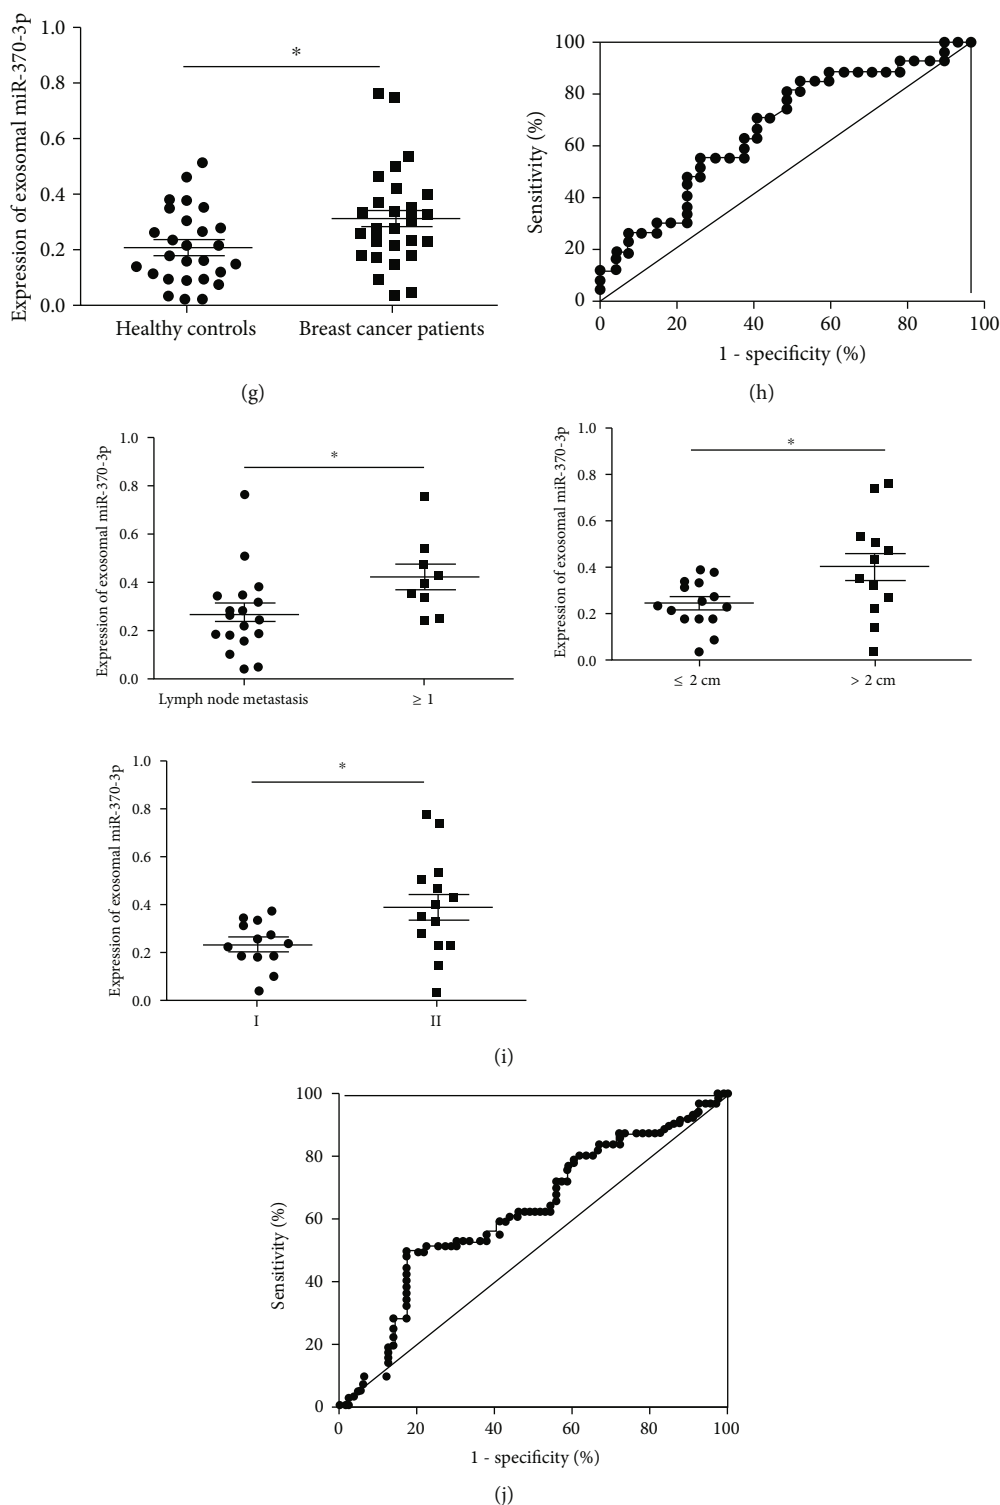 Expression of exosomal miR-370-3p
1.0
0.8
0.6
0.4
0.2
0.0
*
Healthy controls
Breast cancer patients
(g)
Sensitivity (%)
100
80
60
40
20
0
0
20
40
60
80
100
1 - specificity (%)
(h)
Expression of exosomal miR-370-3p
1.0
0.8
0.6
0.4
0.2
0.0
*
Lymph node metastasis
≥ 1
Expression of exosomal miR-370-3p
1.0
0.8
0.6
0.4
0.2
0.0
*
≤ 2 cm
> 2 cm
Expression of exosomal miR-370-3p
1.0
0.8
0.6
0.4
0.2
0.0
*
I
II
(i)
Sensitivity (%)
100
80
60
40
20
0
0
20
40
60
80
100
1 - specificity (%)
(j)